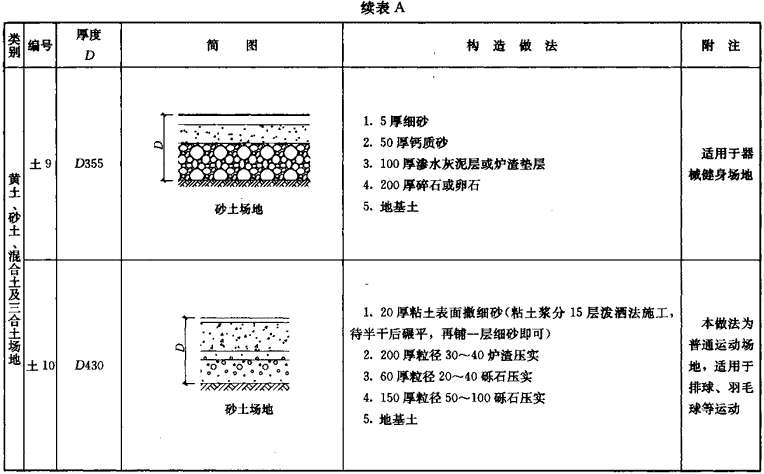 续表 A
类别 编号 厚度 D 简 图 构 造 做 法 附 注
黄土、砂土、混合土及三合土场地
土 9
D355
D
砂土场地
1. 5 厚细砂
2. 50 厚钙质砂
3. 100 厚渗水灰泥层或炉渣垫层
4. 200 厚碎石或卵石
5. 地基土
适用于器
械健身场地
土 10
D430
D
砂土场地
1. 20 厚粘土表面撒细砂(粘土浆分 15 层泼洒法施工,
待半干后碾平，再铺一层细砂即可)
2. 200 厚粒径 30～40 炉渣压实
3. 60 厚粒径 20～40 砾石压实
4. 150 厚粒径 50～100 砾石压实
5. 地基土
本做法为
普通运动场
地，适用于
排球、羽毛
球等运动